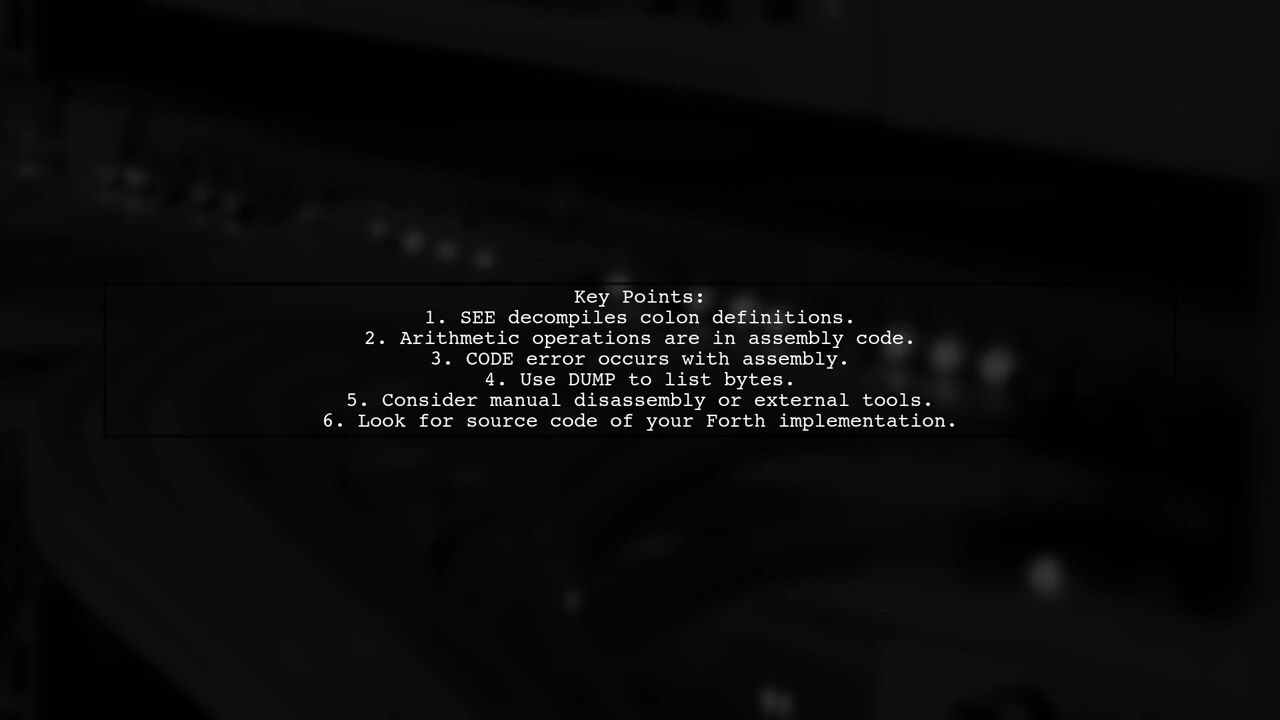 Key Points:
1. SEE decompiles colon definitions.
2. Arithmetic operations are in assembly code.
3. CODE error occurs with assembly.
4. Use DUMP to list bytes.
5. Consider manual disassembly or external tools.
6. Look for source code of your Forth implementation.